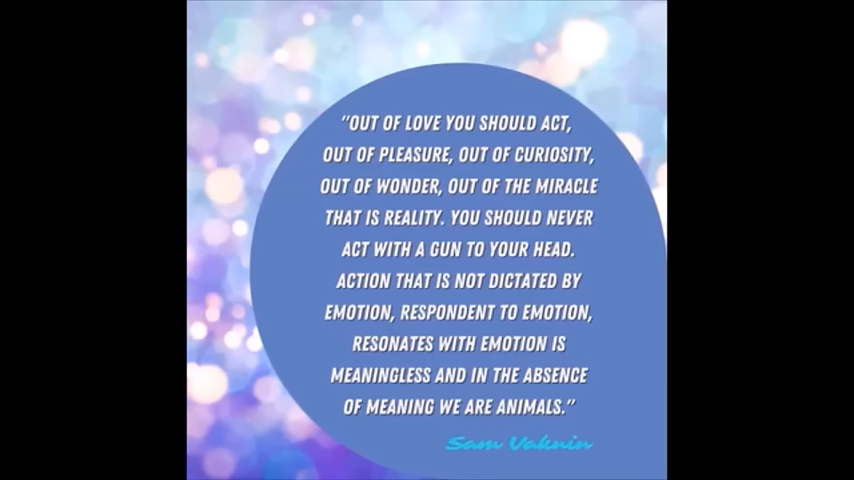 "OUT OF LOVE YOU SHOULD ACT,
OUT OF PLEASURE, OUT OF CURIOSITY,
OUT OF WONDER, OUT OF THE MIRACLE
THAT IS REALITY. YOU SHOULD NEVER
ACT WITH A GUN TO YOUR HEAD.
ACTION THAT IS NOT DICTATED BY
EMOTION, RESPONDENT TO EMOTION,
RESONATES WITH EMOTION IS
MEANINGLESS AND IN THE ABSENCE
OF MEANING WE ARE ANIMALS."
Sam Vaknin